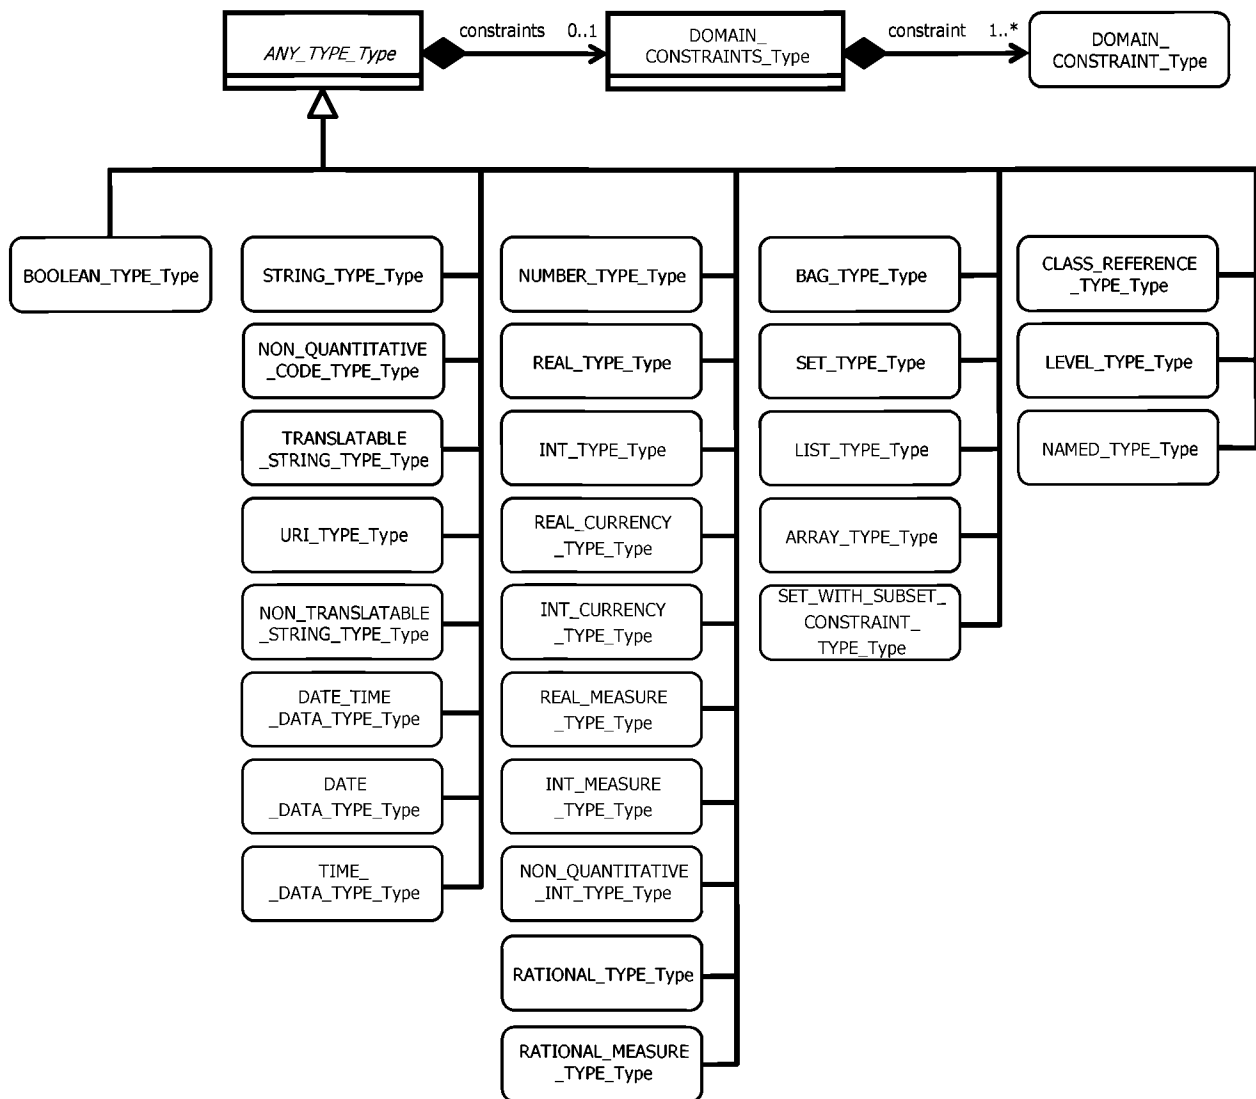 ANY_TYPE_Type
constraints 0..1
DOMAIN_
CONSTRAINTS_Type
constraint 1..*
DOMAIN_
CONSTRAINT_Type
BOOLEAN_TYPE_Type
STRING_TYPE_Type
NON_QUANTITATIVE
_CODE_TYPE_Type
TRANSLATABLE
_STRING_TYPE_Type
URI_TYPE_Type
NON_TRANSLATABLE
_STRING_TYPE_Type
DATE_TIME
_DATA_TYPE_Type
DATE
_DATA_TYPE_Type
TIME_
_DATA_TYPE_Type
NUMBER_TYPE_Type
REAL_TYPE_Type
INT_TYPE_Type
REAL_CURRENCY
_TYPE_Type
INT_CURRENCY
_TYPE_Type
REAL_MEASURE
_TYPE_Type
INT_MEASURE
_TYPE_Type
NON_QUANTITATIVE
_INT_TYPE_Type
RATIONAL_TYPE_Type
RATIONAL_MEASURE
_TYPE_Type
BAG_TYPE_Type
SET_TYPE_Type
LIST_TYPE_Type
ARRAY_TYPE_Type
SET_WITH_SUBSET_
CONSTRAINT_
TYPE_Type
CLASS_REFERENCE
_TYPE_Type
LEVEL_TYPE_Type
NAMED_TYPE_Type